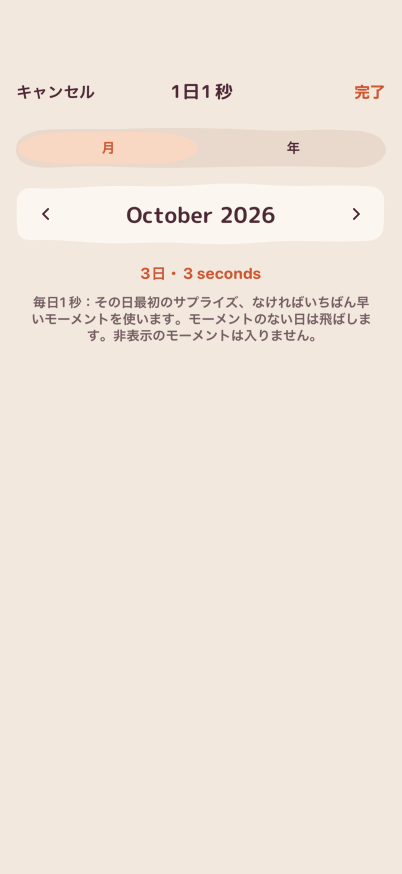 キャンセル
1日1秒
完了
月
年
October 2026
3日・3 seconds
毎日1秒：その日最初のサプライズ、なければいちばん早
いモーメントを使います。モーメントのない日は飛ばしま
す。非表示のモーメントは入りません。